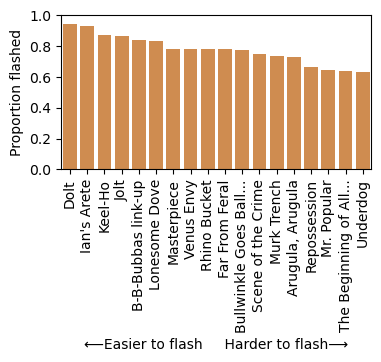 Proportion flashed
1.0
0.8
0.6
0.4
0.2
0.0
Dolt
Ian's Arete
Keel-Ho
Jolt
B-B-Bubbas link-up
Lonesome Dove
Masterpiece
Venus Envy
Rhino Bucket
Far From Feral
Bullwinkle Goes Ball...
Scene of the Crime
Murk Trench
Arugula, Arugula
Repossession
Mr. Popular
The Beginning of All...
Underdog
⟵Easier to flash Harder to flash⟶